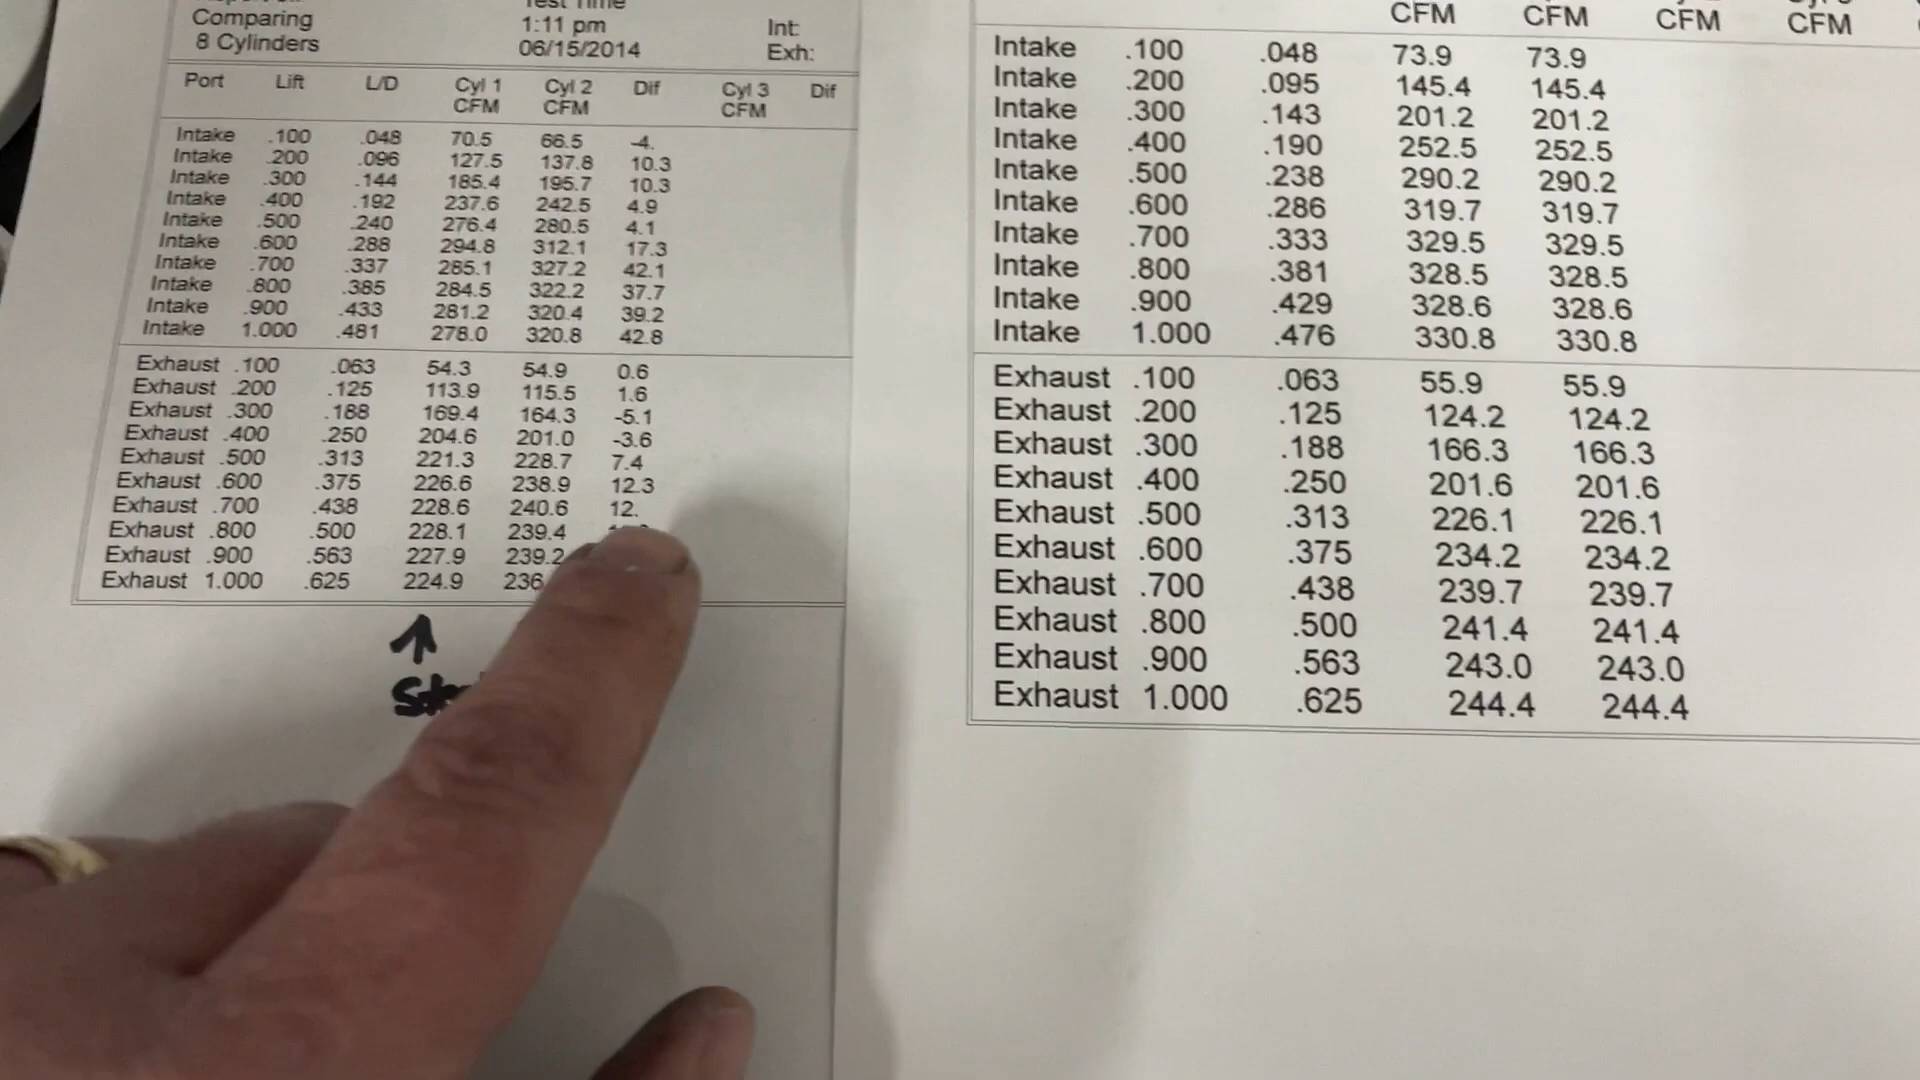 Comparing
8 Cylinders
Test Time
1:11 pm
06/15/2014
Int:
Exh:
Port Lift L/D Cyl 1 CFM Cyl 2 CFM Dif Cyl 3 CFM Dif
Intake .100 .048 70.5 66.5 -4.
Intake .200 .096 127.5 137.8 10.3
Intake .300 .144 185.4 195.7 10.3
Intake .400 .192 237.6 242.5 4.9
Intake .500 .240 276.4 280.5 4.1
Intake .600 .288 294.8 312.1 17.3
Intake .700 .337 285.1 327.2 42.1
Intake .800 .385 284.5 322.2 37.7
Intake .900 .433 281.2 320.4 39.2
Intake 1.000 .481 278.0 320.8 42.8
Exhaust .100 .063 54.3 54.9 0.6
Exhaust .200 .125 113.9 115.5 1.6
Exhaust .300 .188 169.4 164.3 -5.1
Exhaust .400 .250 204.6 201.0 -3.6
Exhaust .500 .313 221.3 228.7 7.4
Exhaust .600 .375 226.6 238.9 12.3
Exhaust .700 .438 228.6 240.6 12.
Exhaust .800 .500 228.1 239.4
Exhaust .900 .563 227.9 239.2
Exhaust 1.000 .625 224.9 236
CFM CFM CFM CFM
Intake .100 .048 73.9 73.9
Intake .200 .095 145.4 145.4
Intake .300 .143 201.2 201.2
Intake .400 .190 252.5 252.5
Intake .500 .238 290.2 290.2
Intake .600 .286 319.7 319.7
Intake .700 .333 329.5 329.5
Intake .800 .381 328.5 328.5
Intake .900 .429 328.6 328.6
Intake 1.000 .476 330.8 330.8
Exhaust .100 .063 55.9 55.9
Exhaust .200 .125 124.2 124.2
Exhaust .300 .188 166.3 166.3
Exhaust .400 .250 201.6 201.6
Exhaust .500 .313 226.1 226.1
Exhaust .600 .375 234.2 234.2
Exhaust .700 .438 239.7 239.7
Exhaust .800 .500 241.4 241.4
Exhaust .900 .563 243.0 243.0
Exhaust 1.000 .625 244.4 244.4